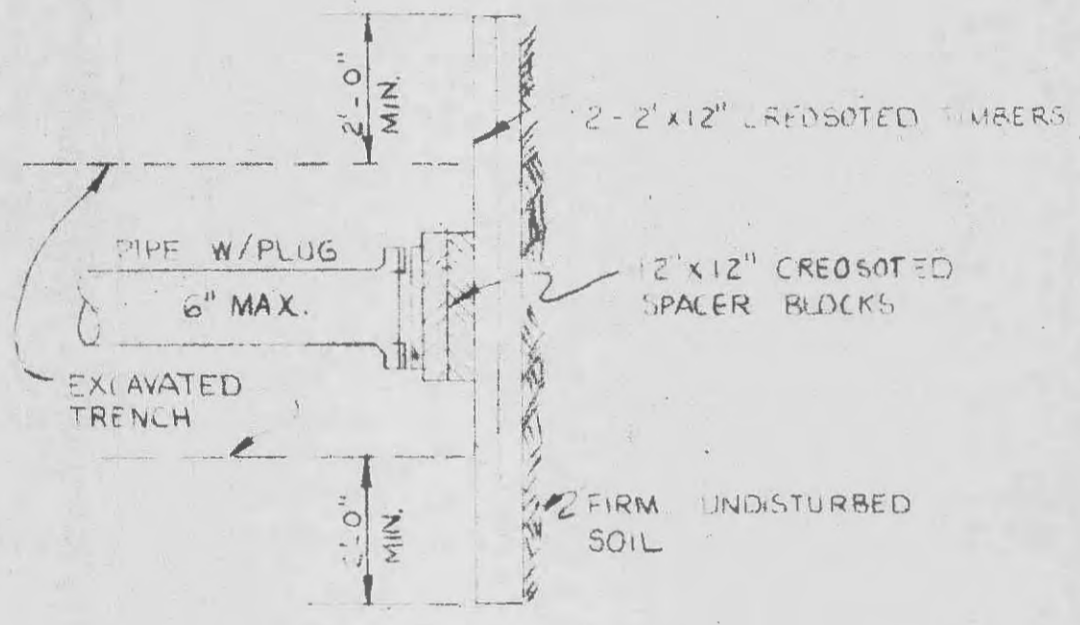 2'-0"
MIN.
2-2"x12" CREOSOTED TIMBERS
PIPE W/PLUG
6" MAX.
12"x12" CREOSOTED
SPACER BLOCKS
EXCAVATED
TRENCH
2'-0"
MIN.
FIRM UNDISTURBED
SOIL